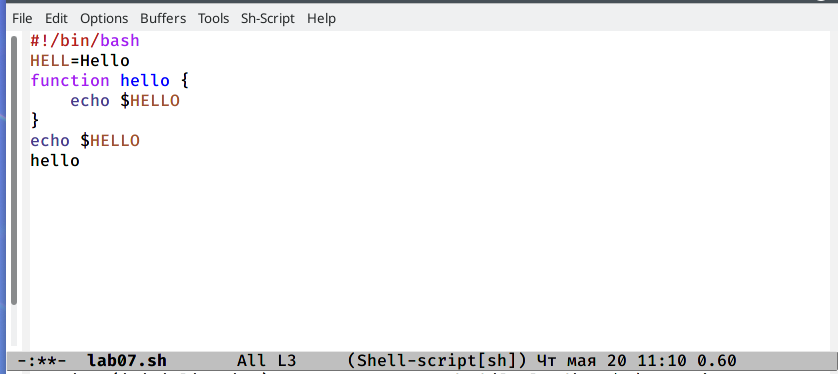 File Edit Options Buffers Tools Sh-Script Help
#!/bin/bash
HELL=Hello
function hello {
    echo $HELLO
}
echo $HELLO
hello
-:**-  lab07.sh       All L3     (Shell-script[sh]) Чт мая 20 11:10 0.60